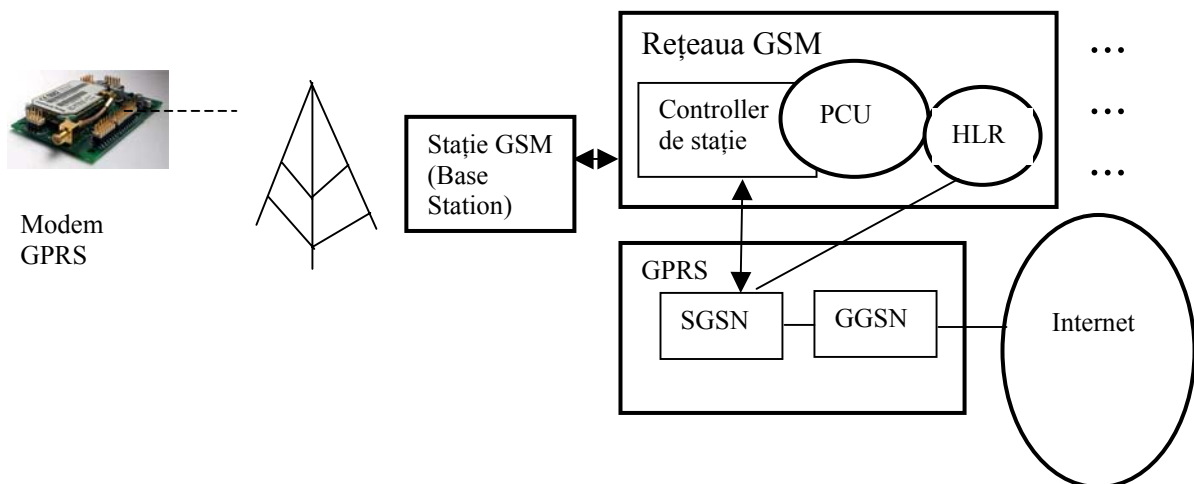 Rețeaua GSM
...
Controller
de stație
PCU
HLR
...
...
Stație GSM
(Base
Station)
Modem
GPRS
GPRS
SGSN
GGSN
Internet